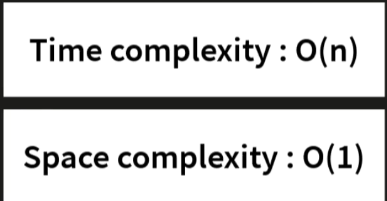 Time complexity : O(n)
Space complexity : O(1)